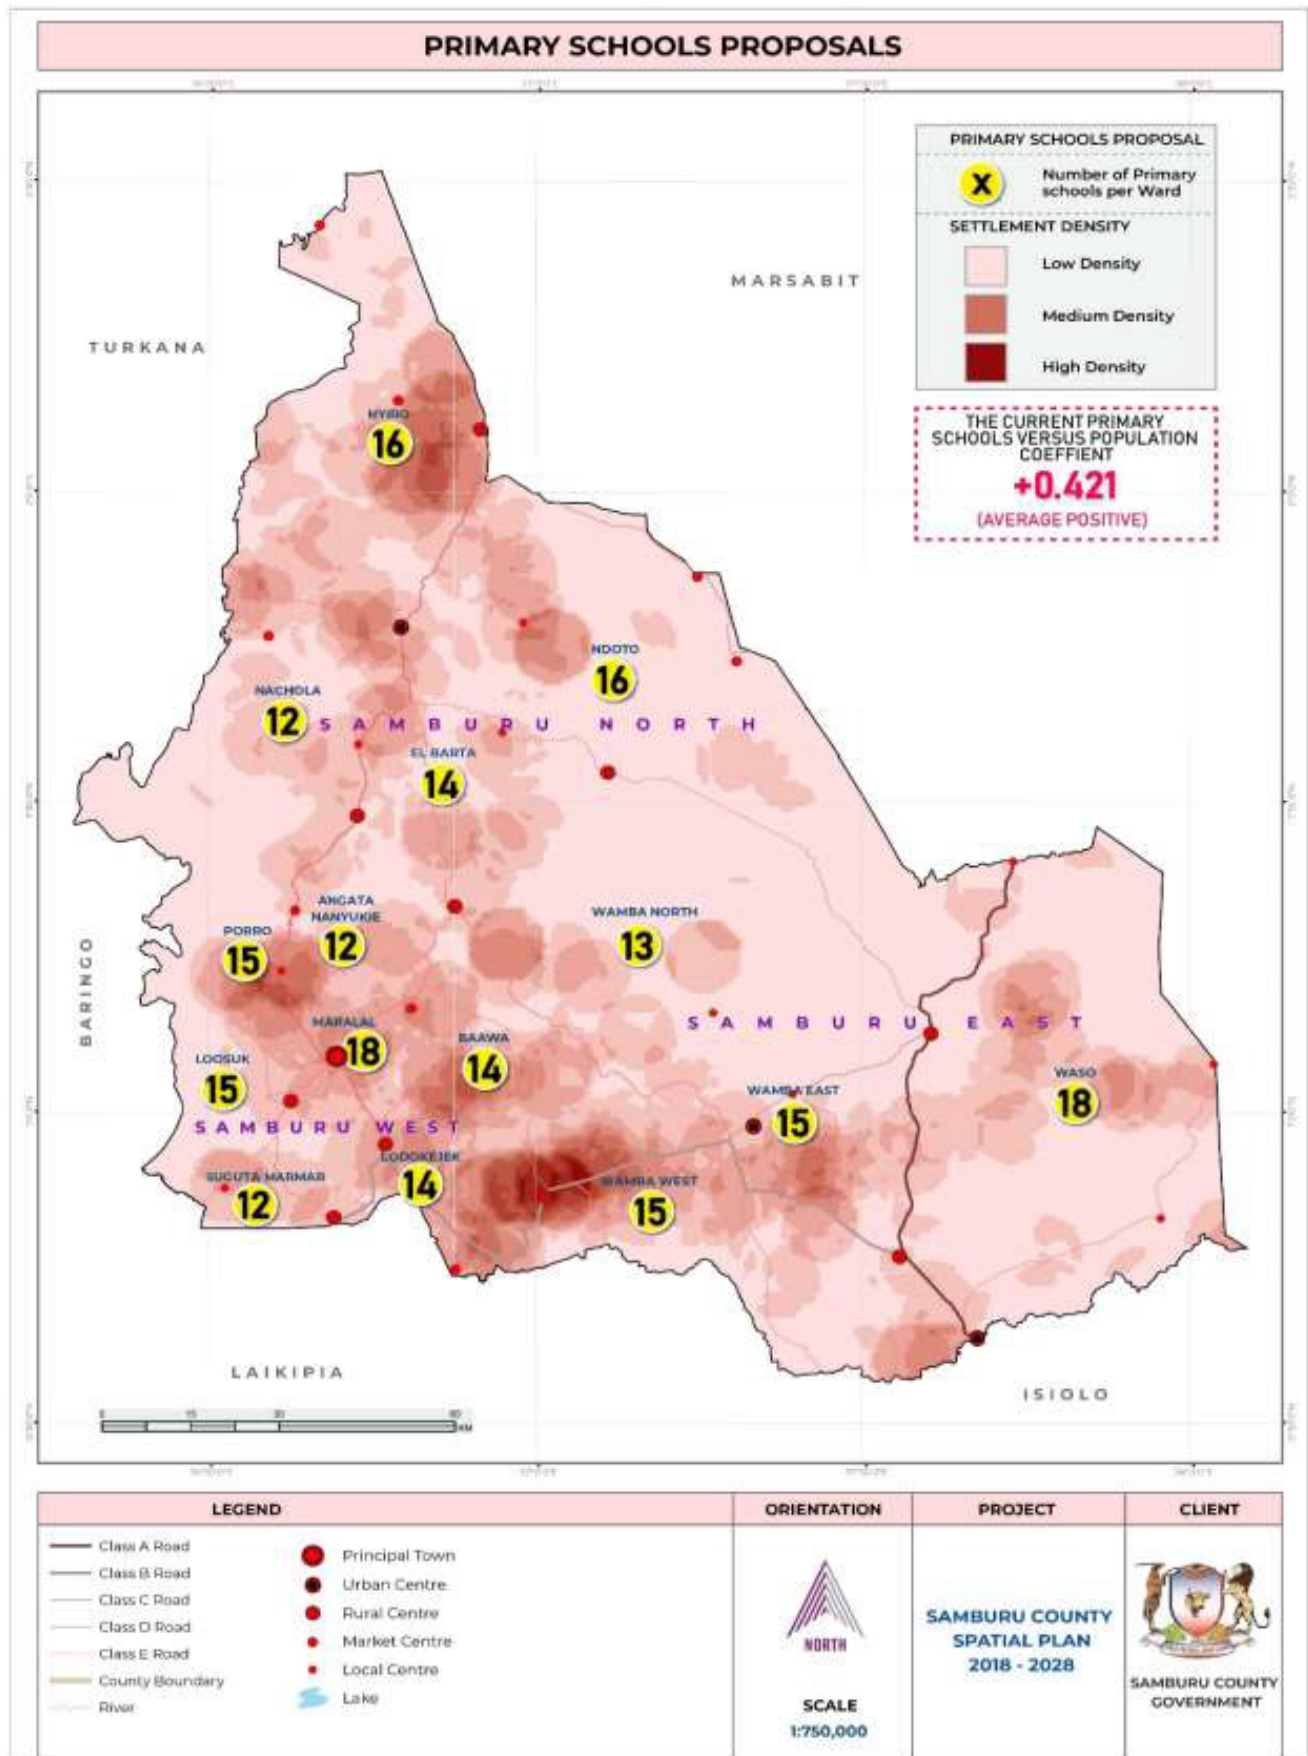 PRIMARY SCHOOLS PROPOSALS
PRIMARY SCHOOLS PROPOSAL
X
Number of Primary
schools per Ward
SETTLEMENT DENSITY
Low Density
Medium Density
High Density
THE CURRENT PRIMARY
SCHOOLS VERSUS POPULATION
COEFFIENT
+0.421
(AVERAGE POSITIVE)
MARSABIT
TURKANA
NYIRO
16
NDOTO
16
NACHOLA
12
SAMBURU NORTH
EL BARTA
14
ANGATA
NANYUKIE
12
WAMBA NORTH
13
PORRO
15
BARINGO
SAMBURU EAST
MARALAL
18
BAAWA
14
LOOSUK
15
WASO
18
WAMBA EAST
15
SAMBURU WEST
LODOKEJEK
14
SUGUTA MARMAR
12
WAMBA WEST
15
LAIKIPIA
ISIOLO
0 15 30 60
KM
LEGEND
Class A Road
Class B Road
Class C Road
Class D Road
Class E Road
County Boundary
River
Principal Town
Urban Centre
Rural Centre
Market Centre
Local Centre
Lake
ORIENTATION
NORTH
SCALE
1:750,000
PROJECT
SAMBURU COUNTY
SPATIAL PLAN
2018 - 2028
CLIENT
SAMBURU COUNTY
GOVERNMENT